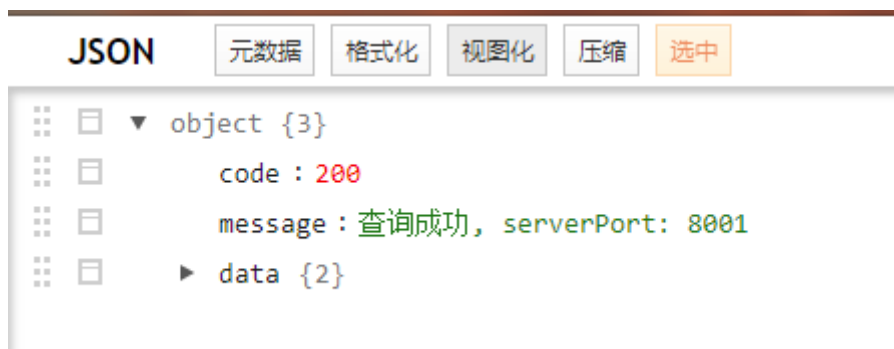 JSON 元数据 格式化 视图化 压缩 选中
object {3}
code : 200
message : 查询成功, serverPort: 8001
data {2}